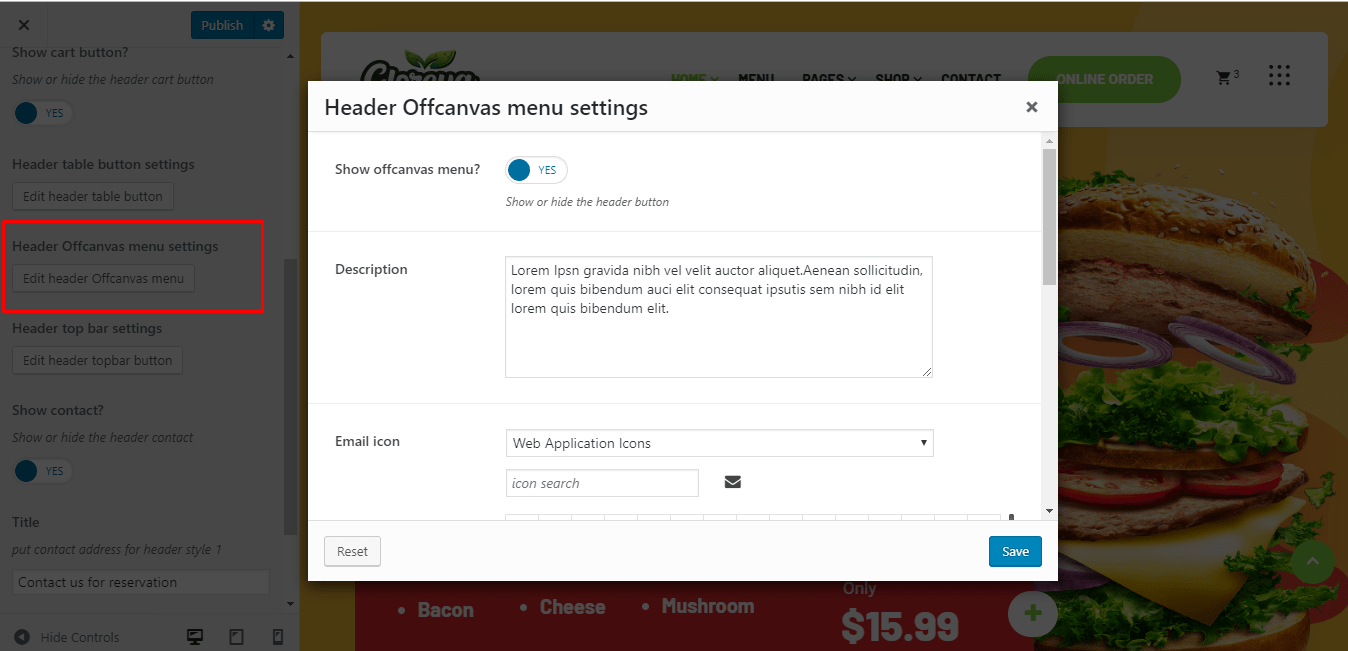 Publish
Show cart button?
Show or hide the header cart button
YES
Header table button settings
Edit header table button
Header Offcanvas menu settings
Edit header Offcanvas menu
Header top bar settings
Edit header topbar button
Show contact?
Show or hide the header contact
YES
Title
put contact address for header style 1
Contact us for reservation
Hide Controls
HOME MENU PAGES SHOP CONTACT
ONLINE ORDER
3
Header Offcanvas menu settings
Show offcanvas menu?
YES
Show or hide the header button
Description
Lorem Ipsn gravida nibh vel velit auctor aliquet.Aenean sollicitudin,
lorem quis bibendum auci elit consequat ipsutis sem nibh id elit
lorem quis bibendum elit.
Email icon
Web Application Icons
icon search
Reset
Save
• Bacon • Cheese • Mushroom
Only
$15.99